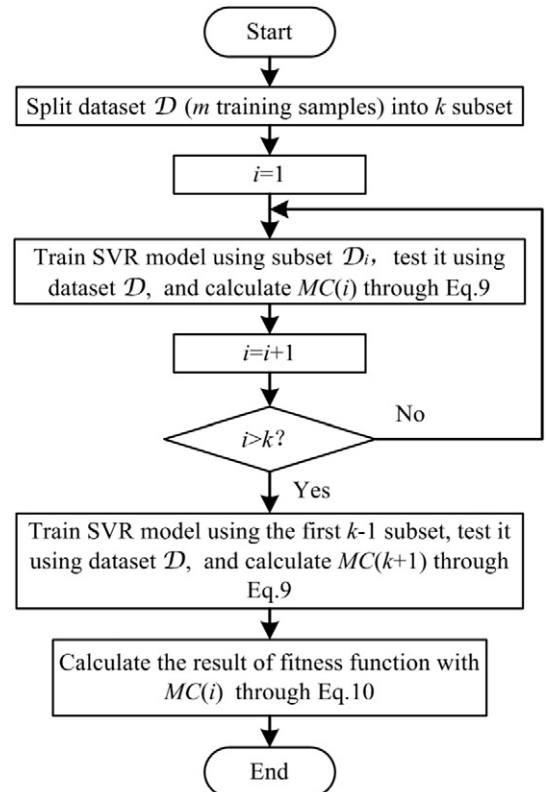 Start
Split dataset 𝒟 (m training samples) into k subset
i=1
Train SVR model using subset 𝒟i, test it using
dataset 𝒟, and calculate MC(i) through Eq.9
i=i+1
i>k?
No
Yes
Train SVR model using the first k-1 subset, test it
using dataset 𝒟, and calculate MC(k+1) through
Eq.9
Calculate the result of fitness function with
MC(i) through Eq.10
End